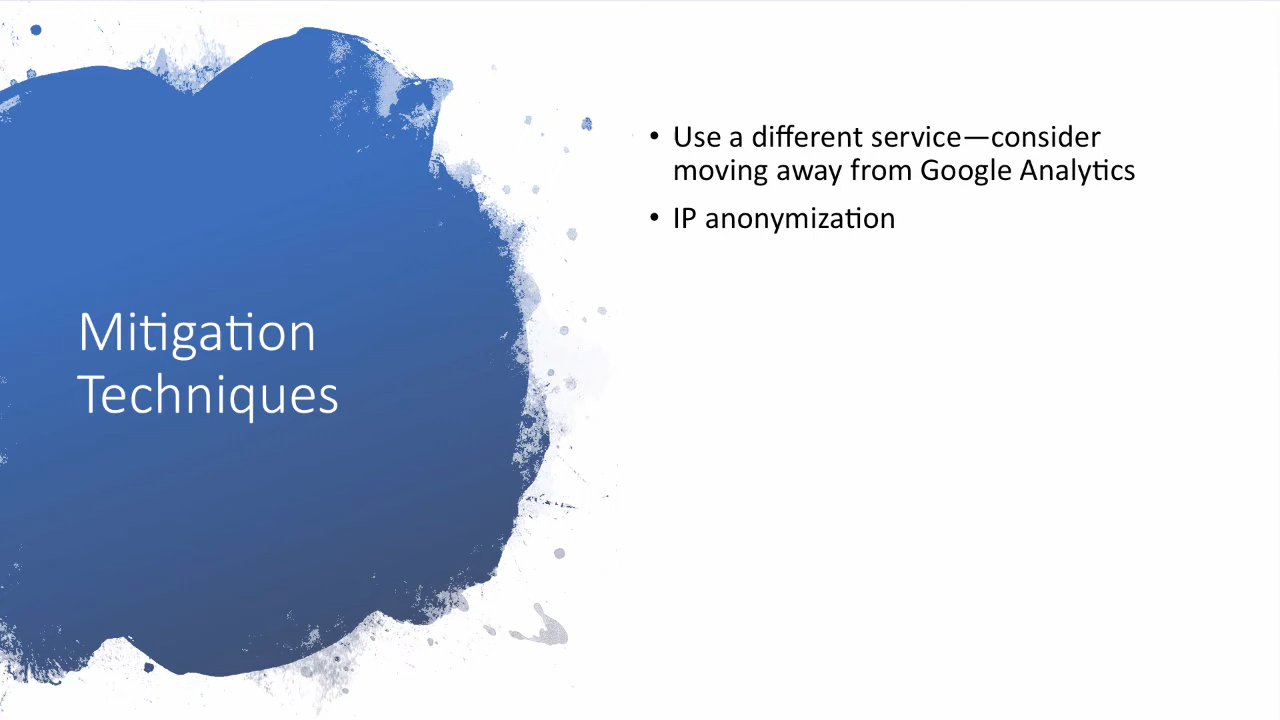 Mitigation
Techniques
• Use a different service—consider
moving away from Google Analytics
• IP anonymization